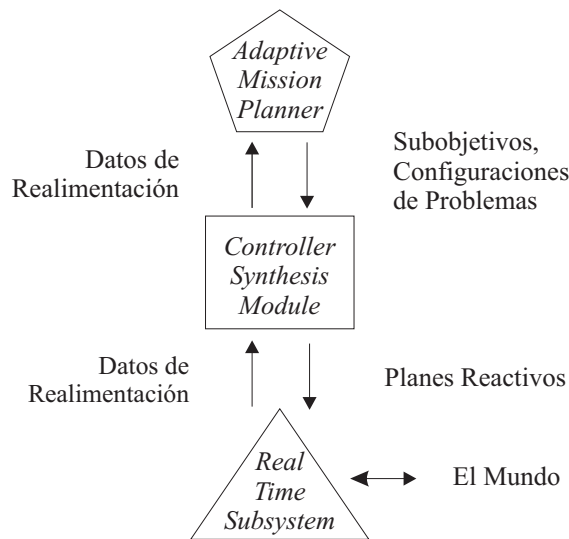 Adaptive
Mission
Planner
Datos de
Realimentación
Subobjetivos,
Configuraciones
de Problemas
Controller
Synthesis
Module
Datos de
Realimentación
Planes Reactivos
Real
Time
Subsystem
El Mundo